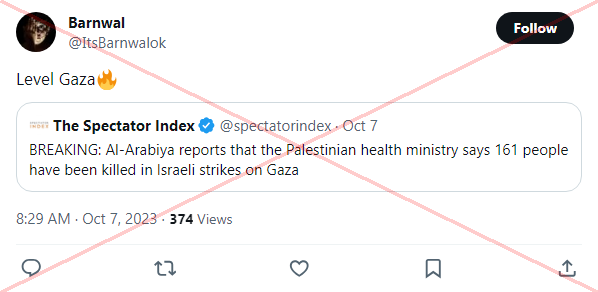 Barnwal
@ItsBarnwalok
Follow
Level Gaza🔥
The Spectator Index @spectatorindex · Oct 7
BREAKING: Al-Arabiya reports that the Palestinian health ministry says 161 people
have been killed in Israeli strikes on Gaza
8:29 AM · Oct 7, 2023 · 374 Views